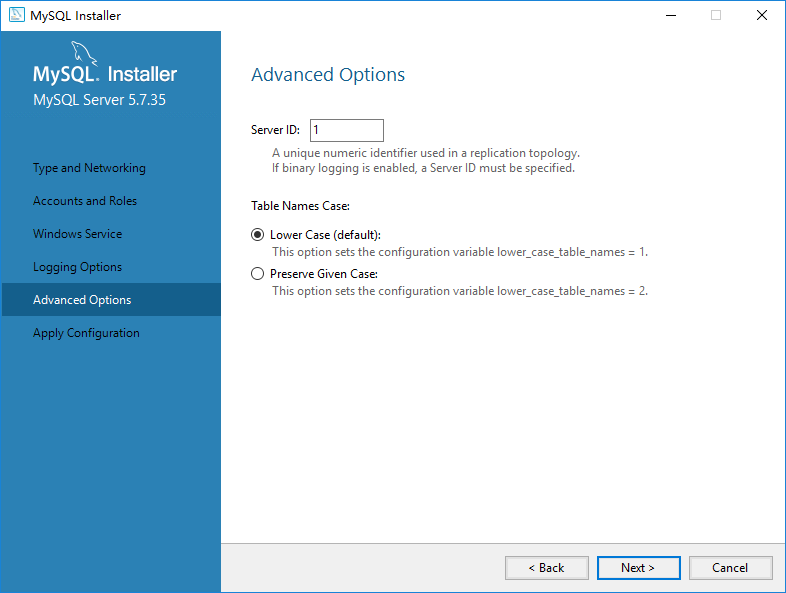 MySQL Installer
MySQL. Installer
MySQL Server 5.7.35
Type and Networking
Accounts and Roles
Windows Service
Logging Options
Advanced Options
Apply Configuration
Advanced Options
Server ID: 1
A unique numeric identifier used in a replication topology.
If binary logging is enabled, a Server ID must be specified.
Table Names Case:
Lower Case (default):
This option sets the configuration variable lower_case_table_names = 1.
Preserve Given Case:
This option sets the configuration variable lower_case_table_names = 2.
< Back
Next >
Cancel